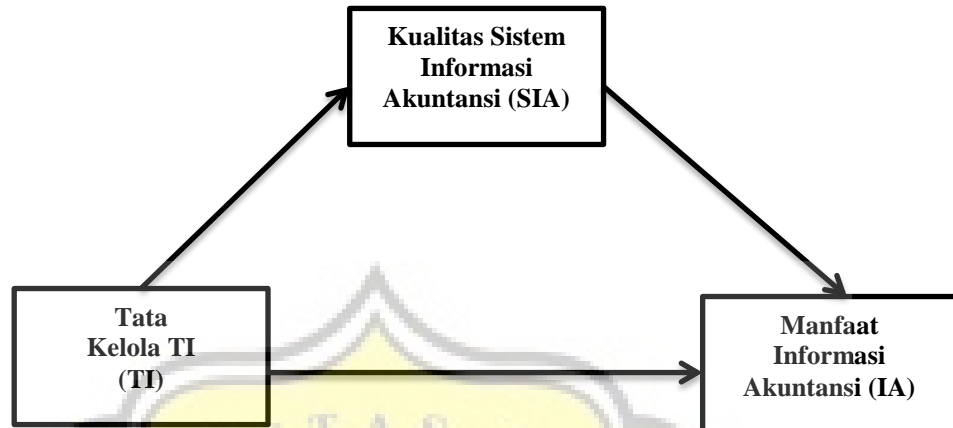 Kualitas Sistem
Informasi
Akuntansi (SIA)
Tata
Kelola TI
(TI)
Manfaat
Informasi
Akuntansi (IA)